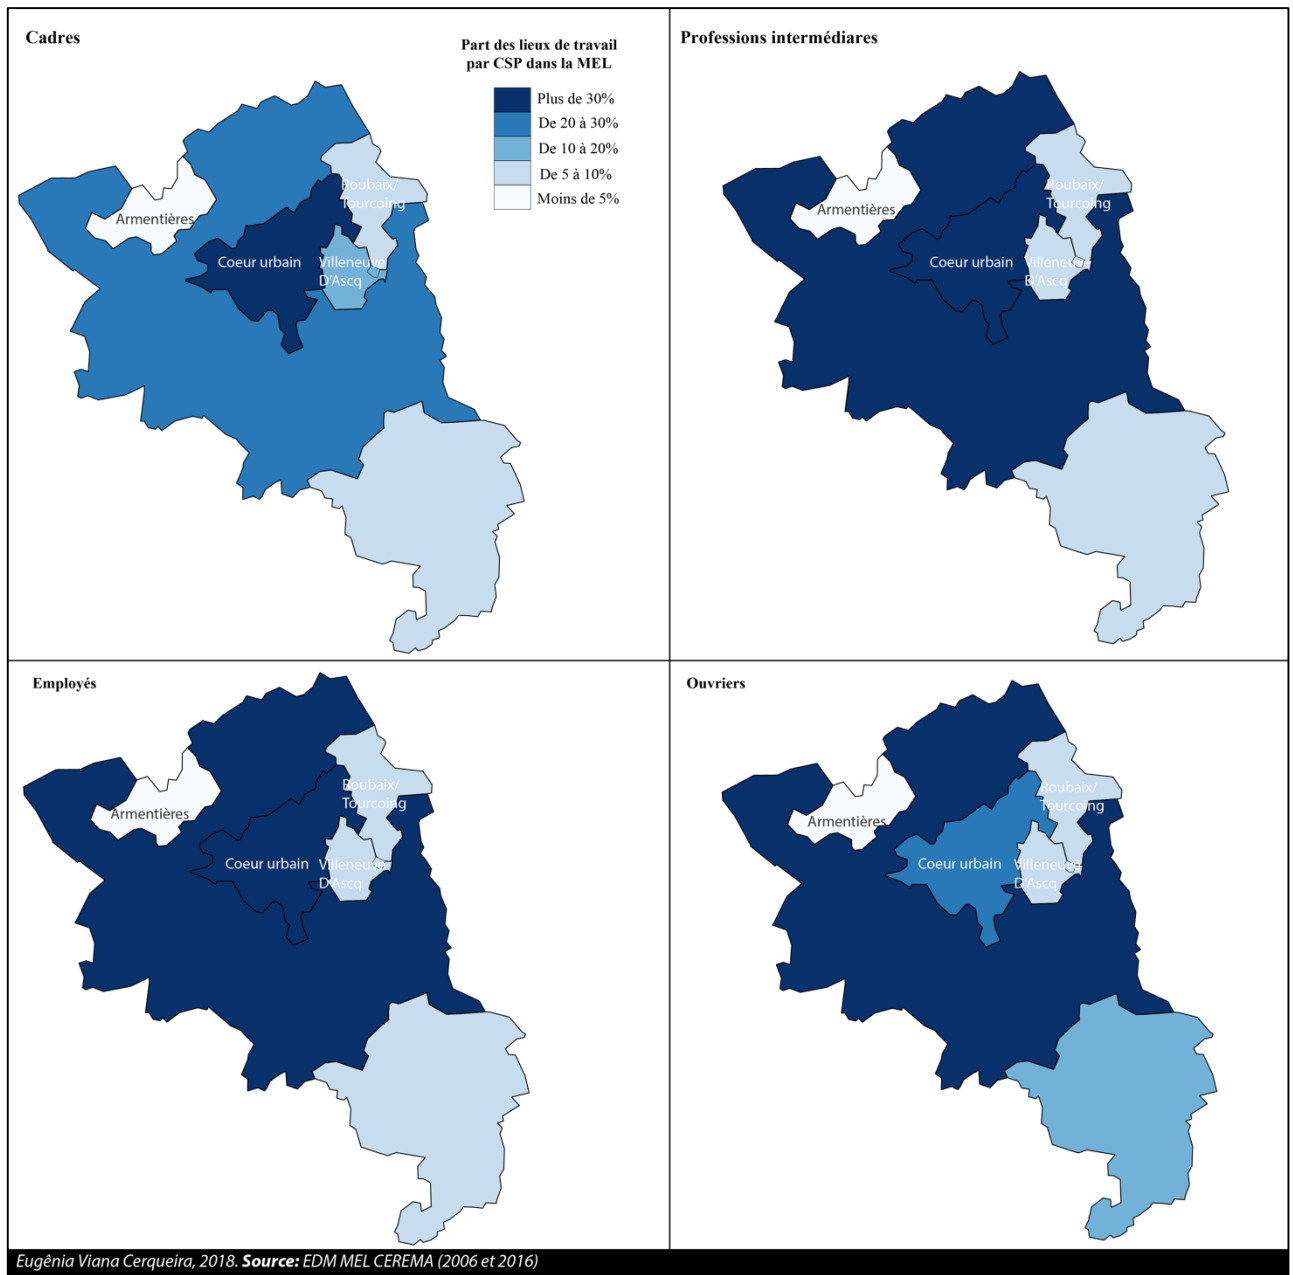 Cadres
Part des lieux de travail
par CSP dans la MEL
Plus de 30%
De 20 à 30%
De 10 à 20%
De 5 à 10%
Moins de 5%
Roubaix/
Tourcoing
Armentières
Coeur urbain
Villeneuve
D'Ascq
Professions intermédiares
Roubaix/
Tourcoing
Armentières
Coeur urbain
Villeneuve
D'Ascq
Employés
Roubaix/
Tourcoing
Armentières
Coeur urbain
Villeneuve
D'Ascq
Ouvriers
Roubaix/
Tourcoing
Armentières
Coeur urbain
Villeneuve
D'Ascq
Eugênia Viana Cerqueira, 2018. Source: EDM MEL CEREMA (2006 et 2016)